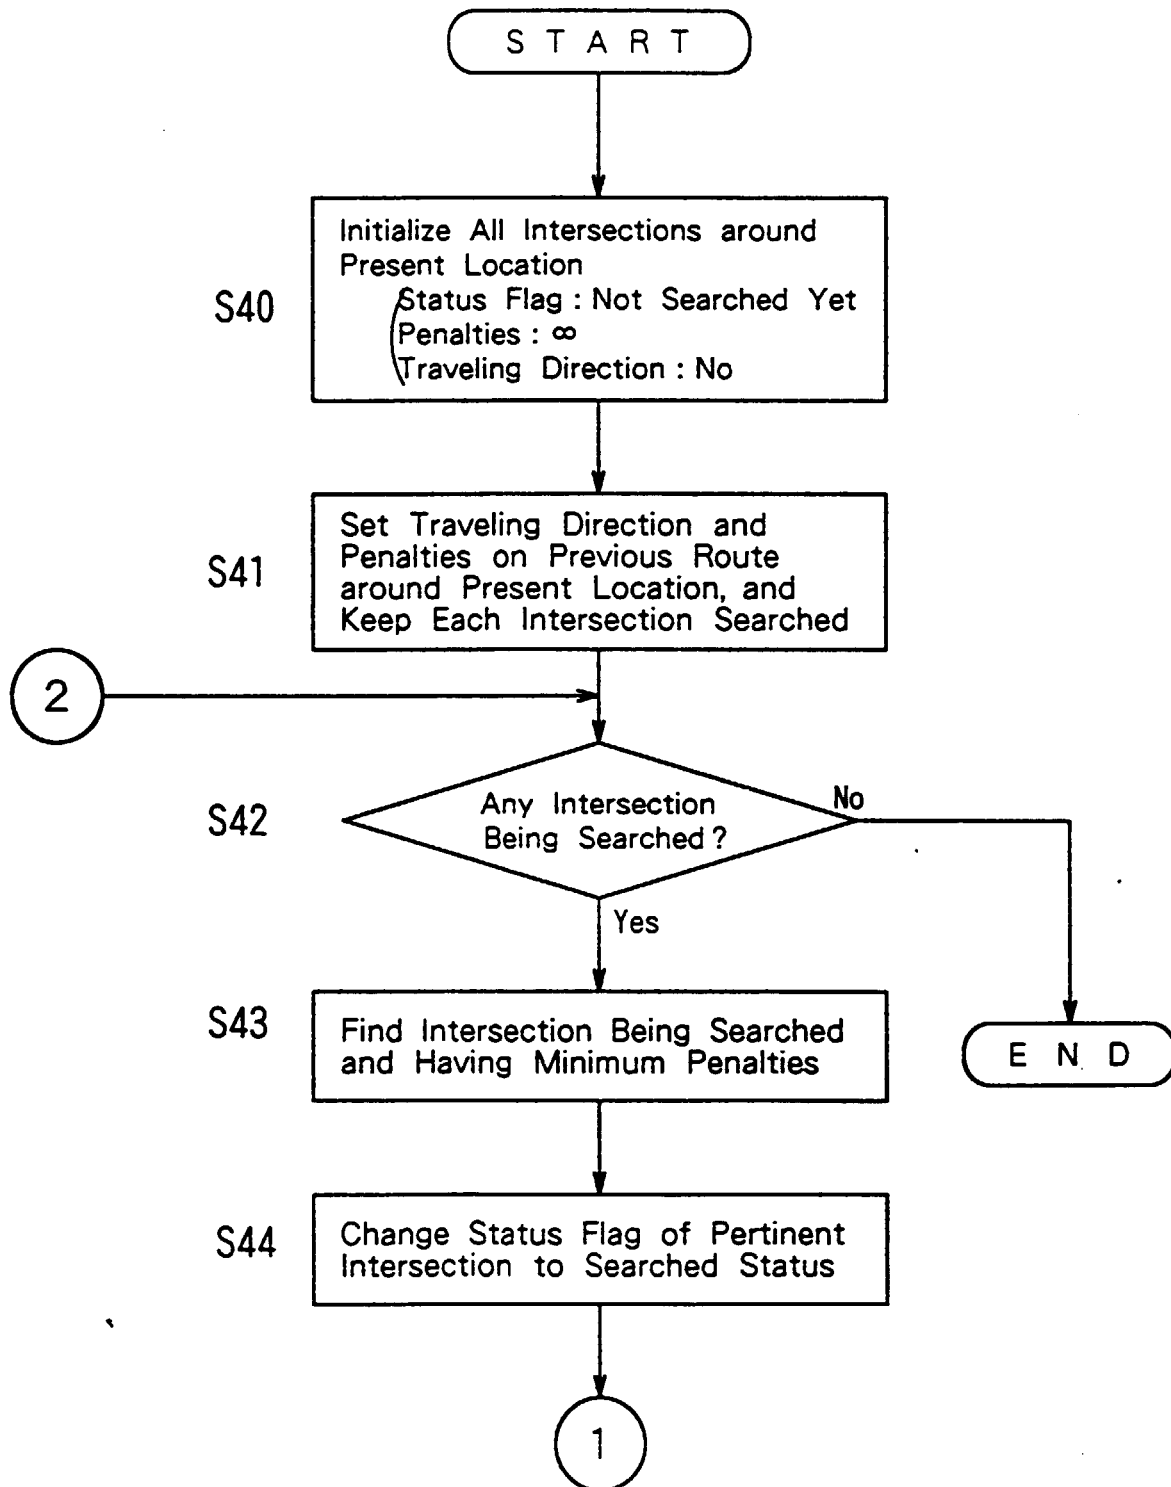 S T A R T
S40
Initialize All Intersections around
Present Location
Status Flag : Not Searched Yet
Penalties : ∞
Traveling Direction : No
S41
Set Traveling Direction and
Penalties on Previous Route
around Present Location, and
Keep Each Intersection Searched
2
S42
Any Intersection
Being Searched?
No
Yes
S43
Find Intersection Being Searched
and Having Minimum Penalties
E N D
S44
Change Status Flag of Pertinent
Intersection to Searched Status
1